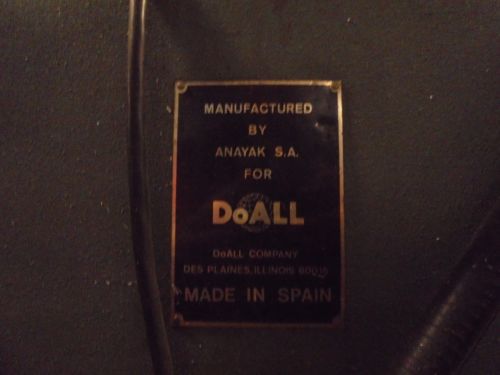 MANUFACTURED
BY
ANAYAK S.A.
FOR
DoALL
DoALL COMPANY
DES PLAINES, ILLINOIS 60016
MADE IN SPAIN